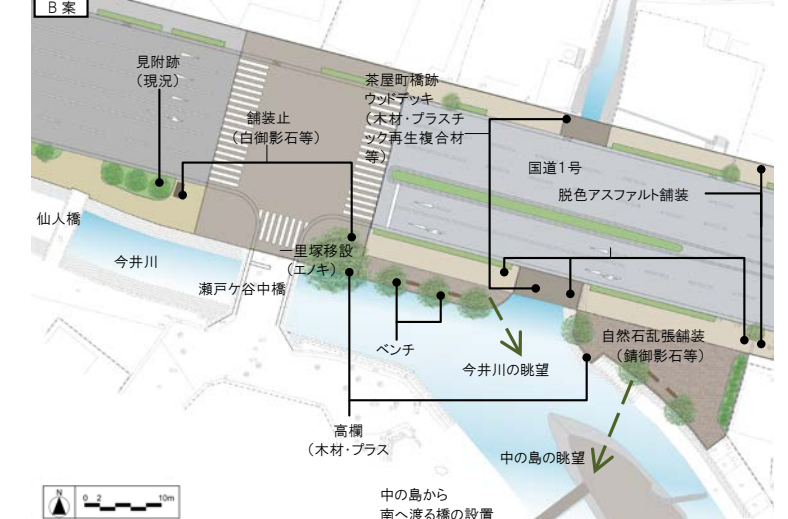 B 案
見附跡
（現況）
舗装止
（白御影石等）
茶屋町橋跡
ウッドデッキ
（木材・プラスチ
ック再生複合材
等）
国道1号
脱色アスファルト舗装
仙人橋
今井川
瀬戸ケ谷中橋
一里塚移設
（エノキ）
ベンチ
今井川の眺望
自然石乱張舗装
（錆御影石等）
高欄
（木材・プラス
中の島の眺望
中の島から
南へ渡る橋の設置
N
0 2 10m